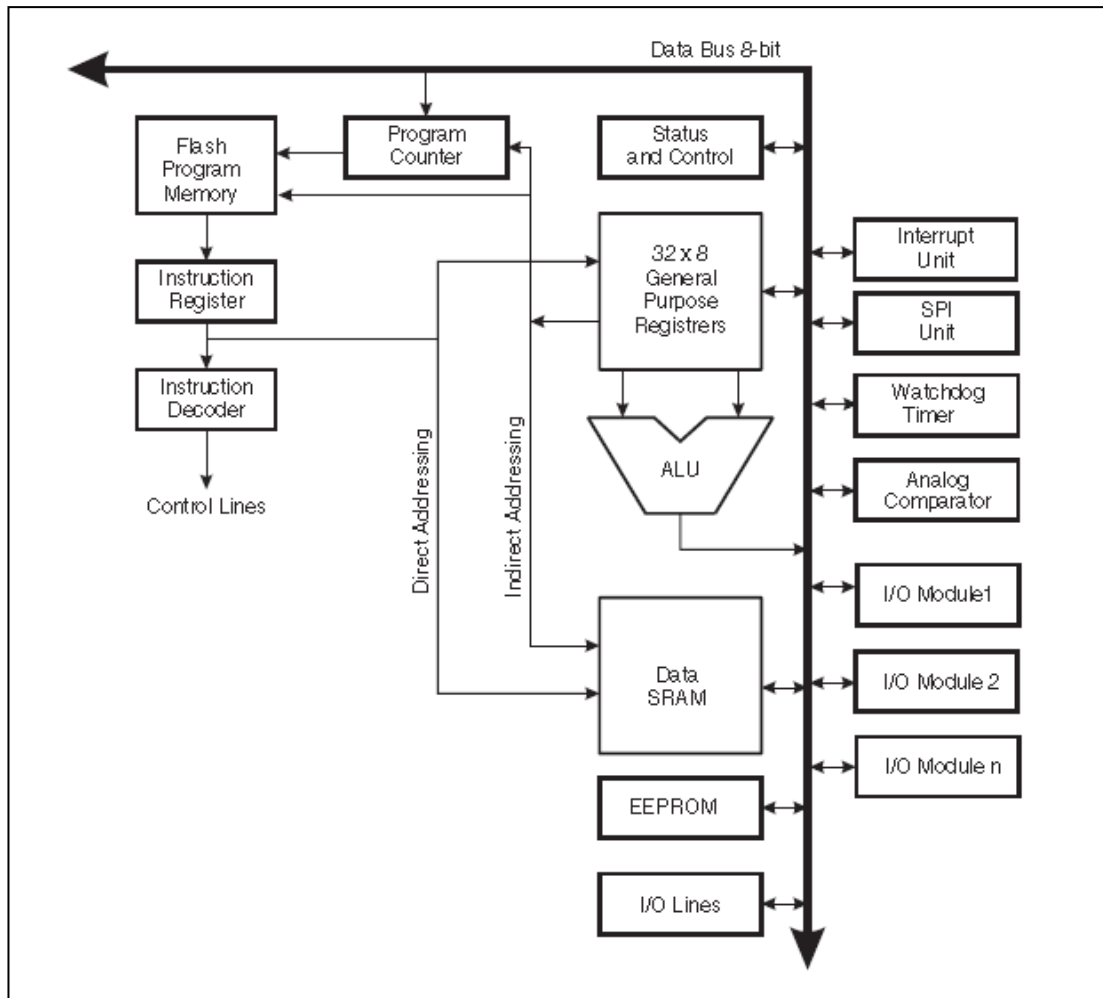 Data Bus 8-bit
Flash
Program
Memory
Program
Counter
Status
and Control
Interrupt
Unit
32 x 8
General
Purpose
Registrers
Instruction
Register
SPI
Unit
Instruction
Decoder
Watchdog
Timer
Direct Addressing
Indirect Addressing
ALU
Analog
Comparator
Control Lines
I/O Module1
Data
SRAM
I/O Module 2
I/O Module n
EEPROM
I/O Lines